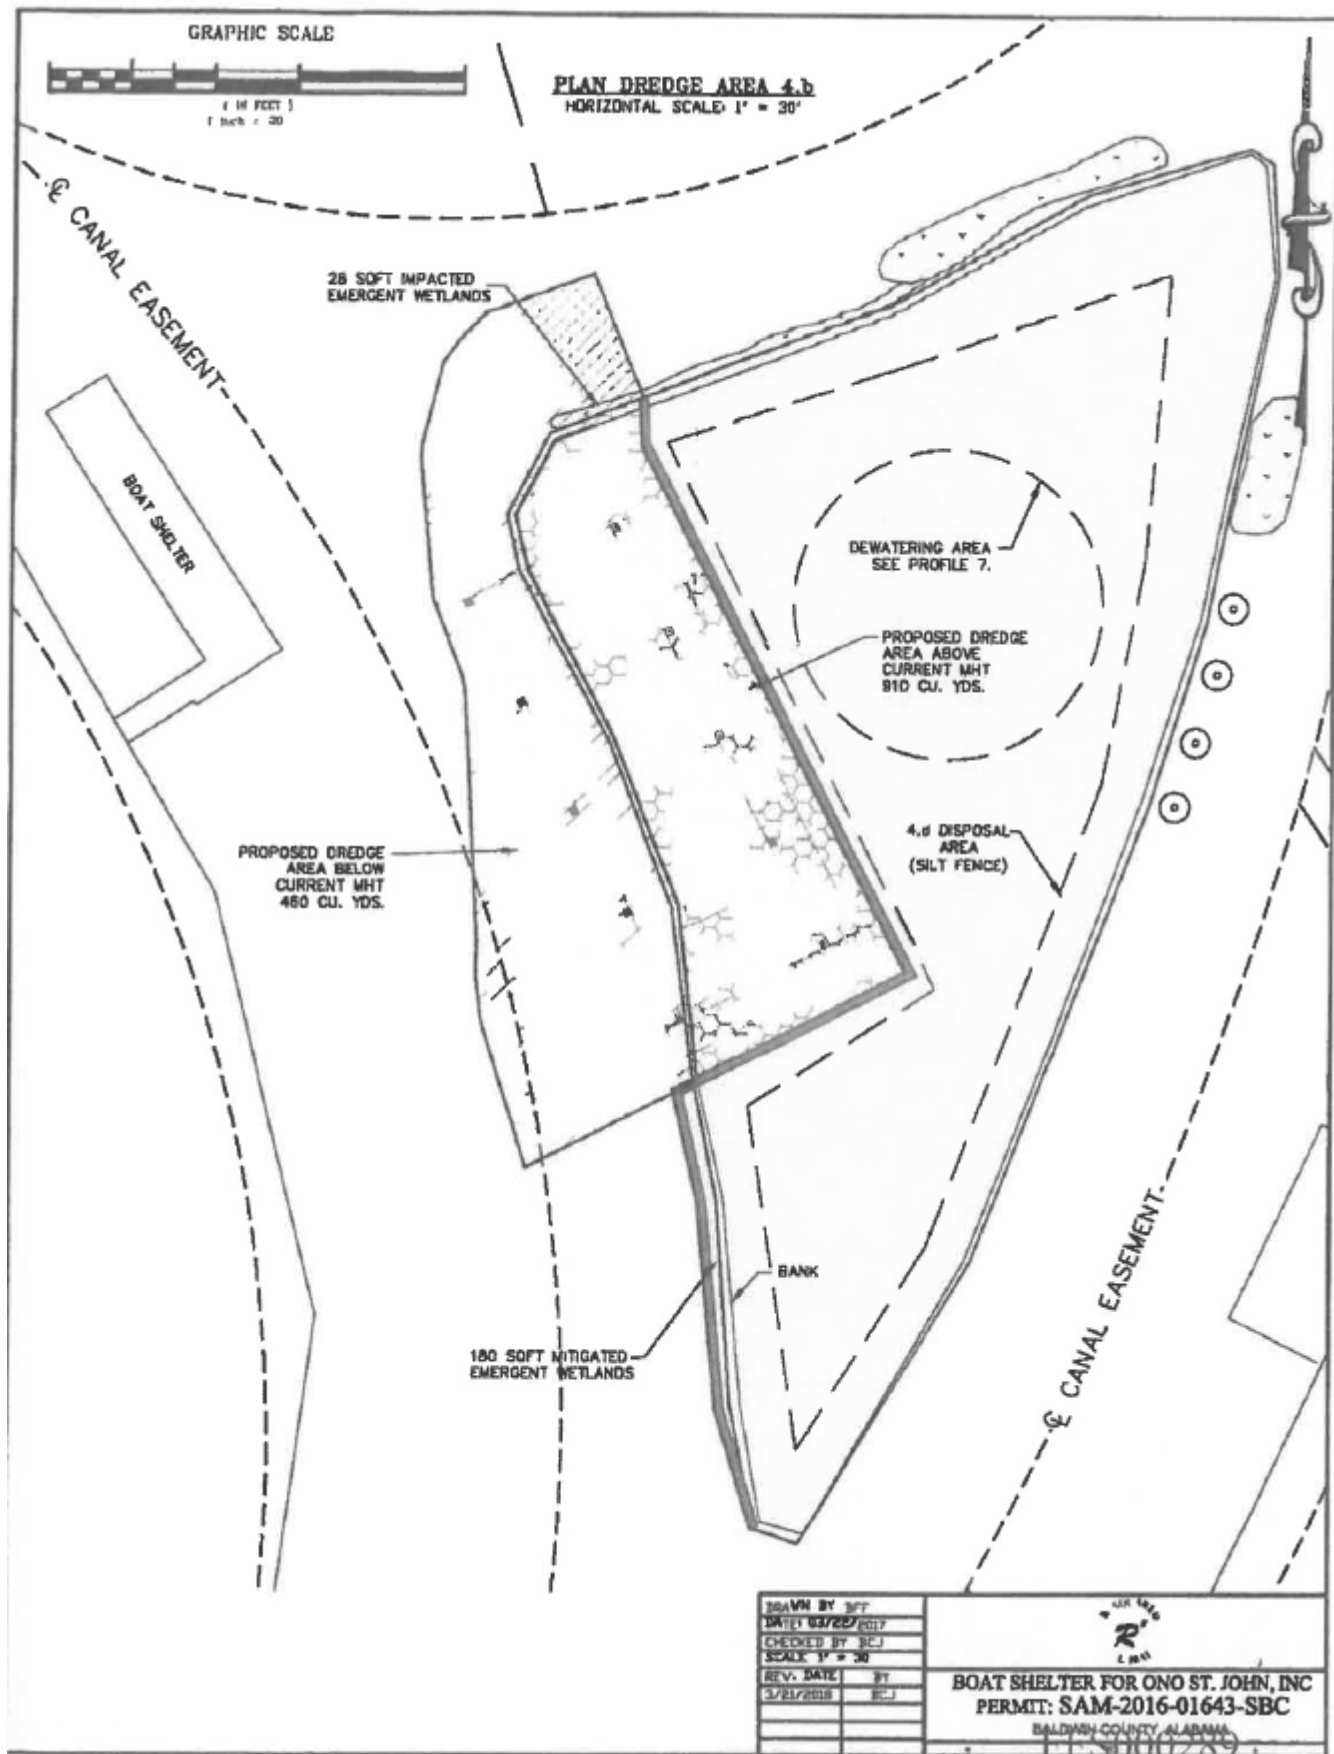 GRAPHIC SCALE
( IN FEET )
PLAN DREDGE AREA 4.b
HORIZONTAL SCALE: 1" = 30'
℄ CANAL EASEMENT
28 SQFT IMPACTED
EMERGENT WETLANDS
BOAT SHELTER
DEWATERING AREA
SEE PROFILE 7.
PROPOSED DREDGE
AREA ABOVE
CURRENT MHT
910 CU. YDS.
4.d DISPOSAL
AREA
(SILT FENCE)
PROPOSED DREDGE
AREA BELOW
CURRENT MHT
460 CU. YDS.
BANK
180 SQFT MITIGATED
EMERGENT WETLANDS
℄ CANAL EASEMENT
DRAWN BY BFF
DATE: 03/22/2017
CHECKED BY BCJ
SCALE 1" = 30
REV. DATE BY
3/21/2018 BCJ
BOAT SHELTER FOR ONO ST. JOHN, INC
PERMIT: SAM-2016-01643-SBC
BALDWIN COUNTY, ALABAMA